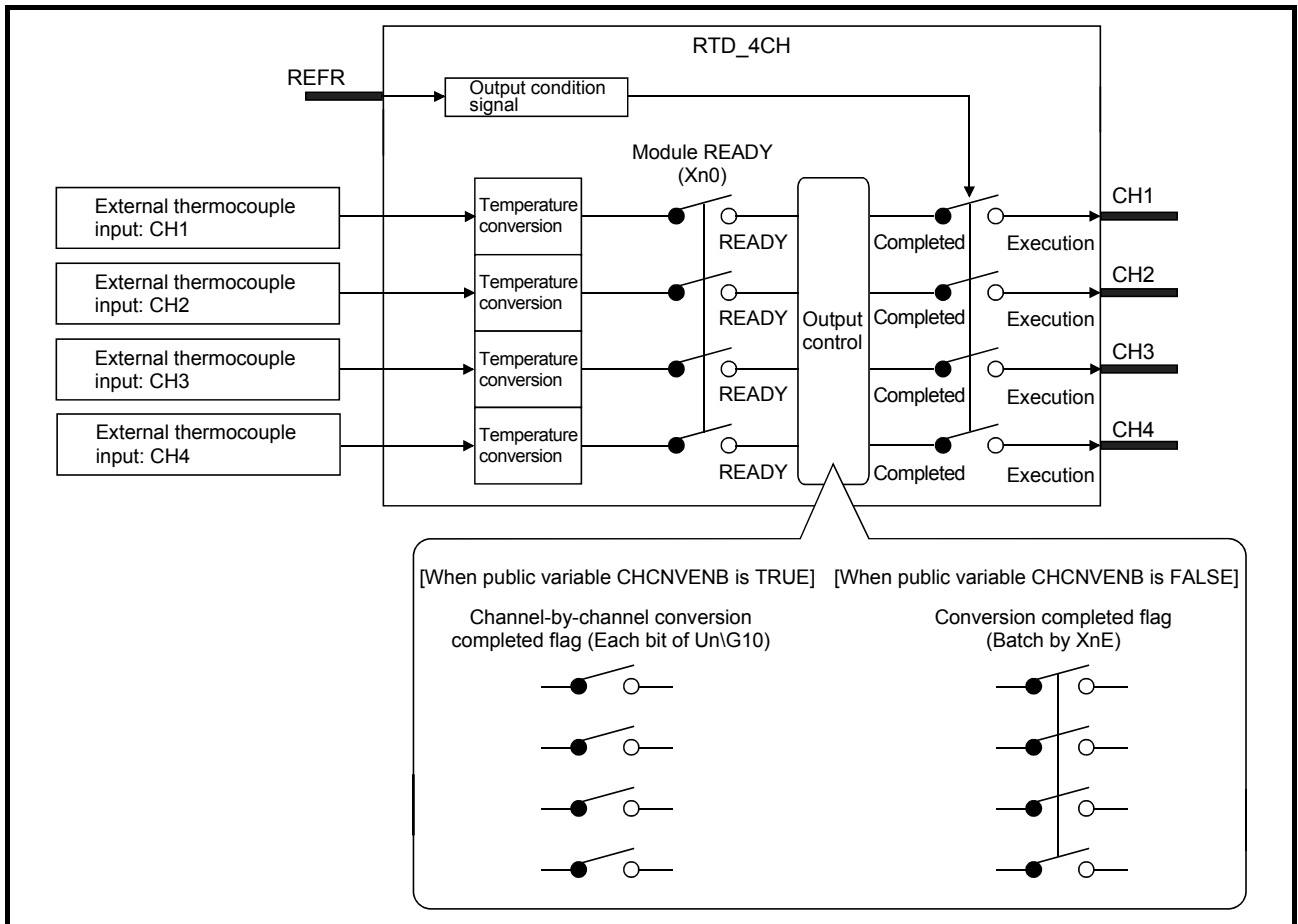 RTD_4CH
REFR
Output condition
signal
Module READY
(Xn0)
External thermocouple
input: CH1
Temperature
conversion
READY
Completed
Execution
CH1
External thermocouple
input: CH2
Temperature
conversion
READY
Completed
Execution
CH2
External thermocouple
input: CH3
Temperature
conversion
READY
Completed
Execution
CH3
External thermocouple
input: CH4
Temperature
conversion
READY
Completed
Execution
CH4
Output
control
[When public variable CHCNVENB is TRUE]
Channel-by-channel conversion
completed flag (Each bit of Un\G10)
[When public variable CHCNVENB is FALSE]
Conversion completed flag
(Batch by XnE)